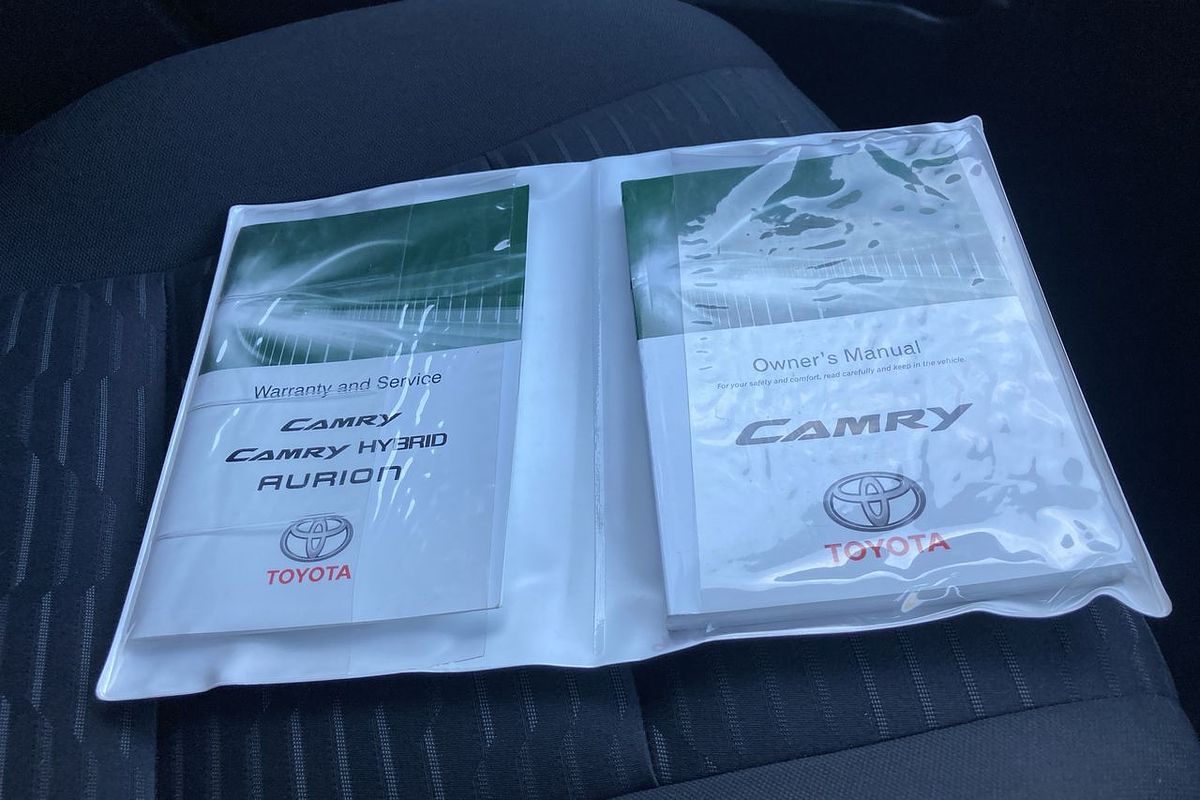 Warranty and Service
CAMRY
CAMRY HYBRID
AURION
TOYOTA
Owner's Manual
For your safety and comfort, read carefully and keep in the vehicle.
CAMRY
TOYOTA